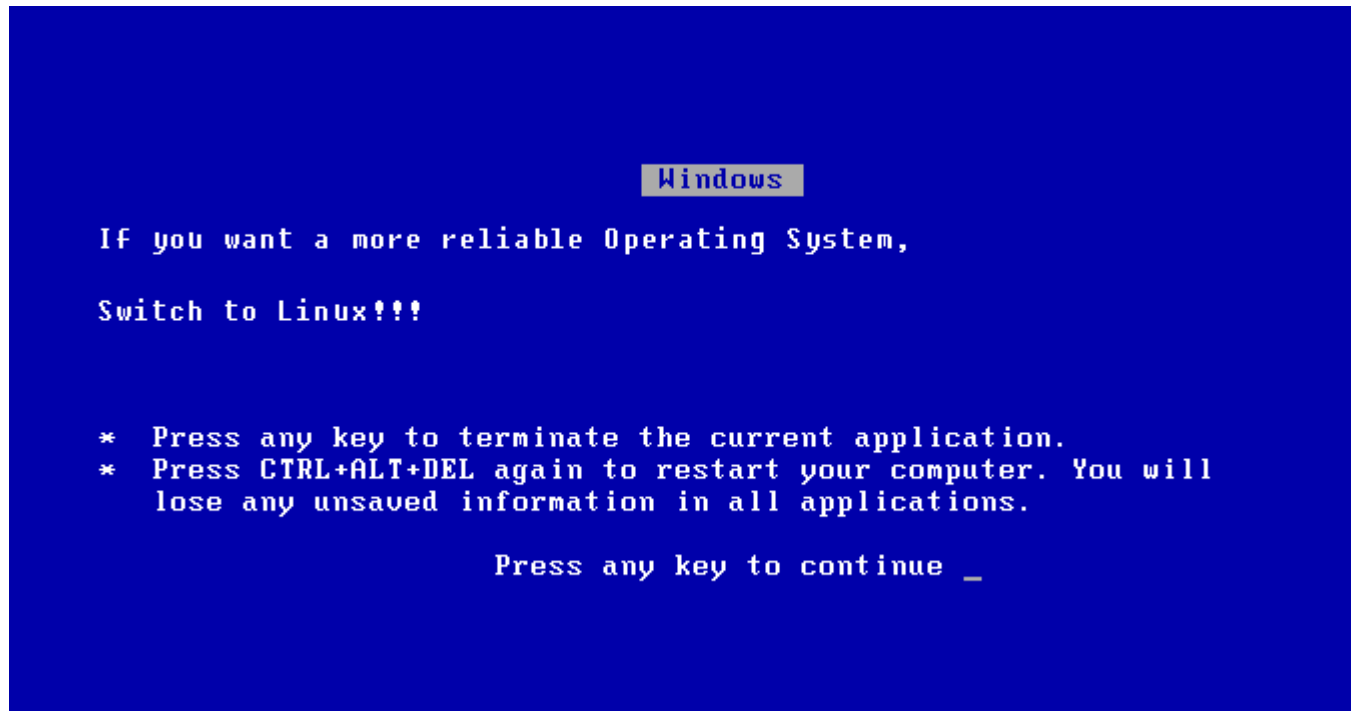 Windows
If you want a more reliable Operating System,
Switch to Linux!!!
* Press any key to terminate the current application.
* Press CTRL+ALT+DEL again to restart your computer. You will
lose any unsaved information in all applications.
Press any key to continue _